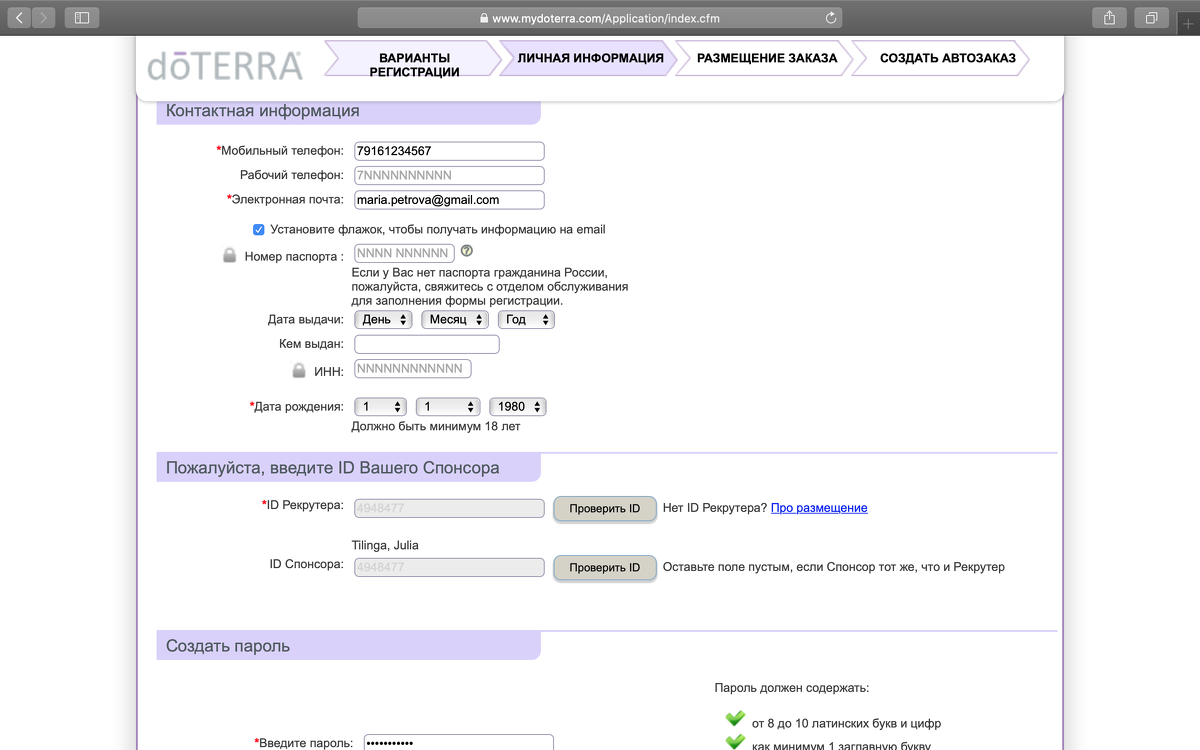 www.mydoterra.com/Application/index.cfm
dōTERRA
ВАРИАНТЫ
РЕГИСТРАЦИИ
ЛИЧНАЯ ИНФОРМАЦИЯ
РАЗМЕЩЕНИЕ ЗАКАЗА
СОЗДАТЬ АВТОЗАКАЗ
Контактная информация
*Мобильный телефон: 79161234567
Рабочий телефон: 7NNNNNNNNNN
*Электронная почта: maria.petrova@gmail.com
Установите флажок, чтобы получать информацию на email
Номер паспорта : NNNN NNNNNN ?
Если у Вас нет паспорта гражданина России,
пожалуйста, свяжитесь с отделом обслуживания
для заполнения формы регистрации.
Дата выдачи: День Месяц Год
Кем выдан:
ИНН: NNNNNNNNNNNN
*Дата рождения: 1 1 1980
Должно быть минимум 18 лет
Пожалуйста, введите ID Вашего Спонсора
*ID Рекрутера: 4948477 Проверить ID Нет ID Рекрутера? Про размещение
Tilinga, Julia
ID Спонсора: 4948477 Проверить ID Оставьте поле пустым, если Спонсор тот же, что и Рекрутер
Создать пароль
Пароль должен содержать:
от 8 до 10 латинских букв и цифр
как минимум 1 заглавную букву
*Введите пароль: •••••••••••